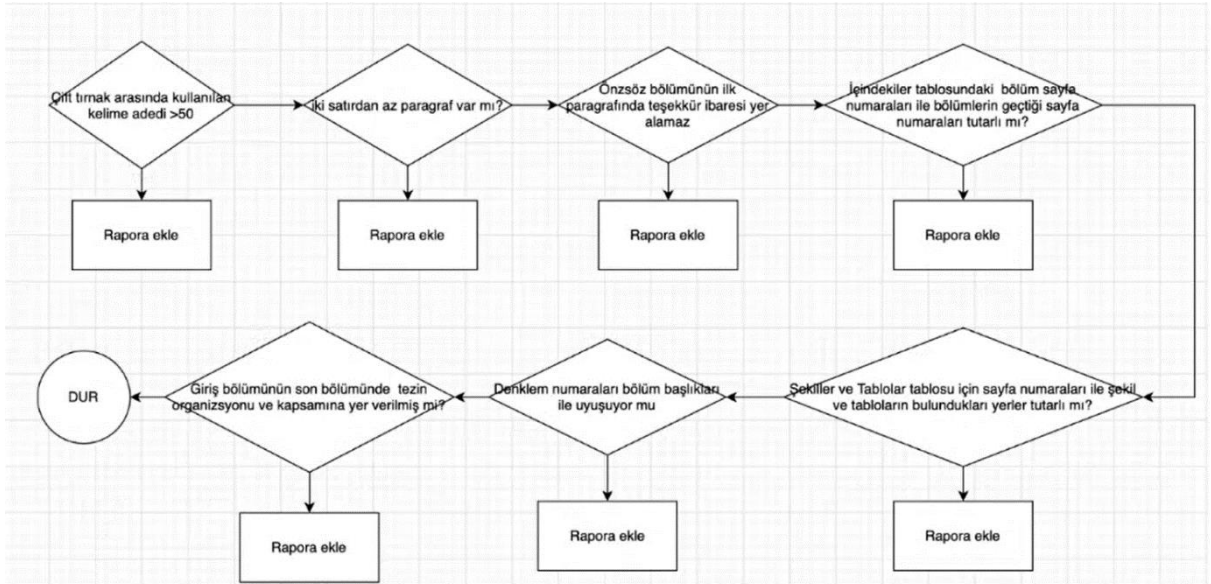 Çift tırnak arasında kullanılan
kelime adedi >50
iki satırdan az paragraf var mı?
Önzsöz bölümünün ilk
paragrafında teşekkür ibaresi yer
alamaz
İçindekiler tablosundaki bölüm sayfa
numaraları ile bölümlerin geçtiği sayfa
numaraları tutarlı mı?
Rapora ekle
Rapora ekle
Rapora ekle
Rapora ekle
DUR
Giriş bölümünün son bölümünde tezin
organizsyonu ve kapsamına yer verilmiş mi?
Denklem numaraları bölüm başlıkları
ile uyuşuyor mu
Şekiller ve Tablolar tablosu için sayfa numaraları ile şekil
ve tabloların bulundukları yerler tutarlı mı?
Rapora ekle
Rapora ekle
Rapora ekle